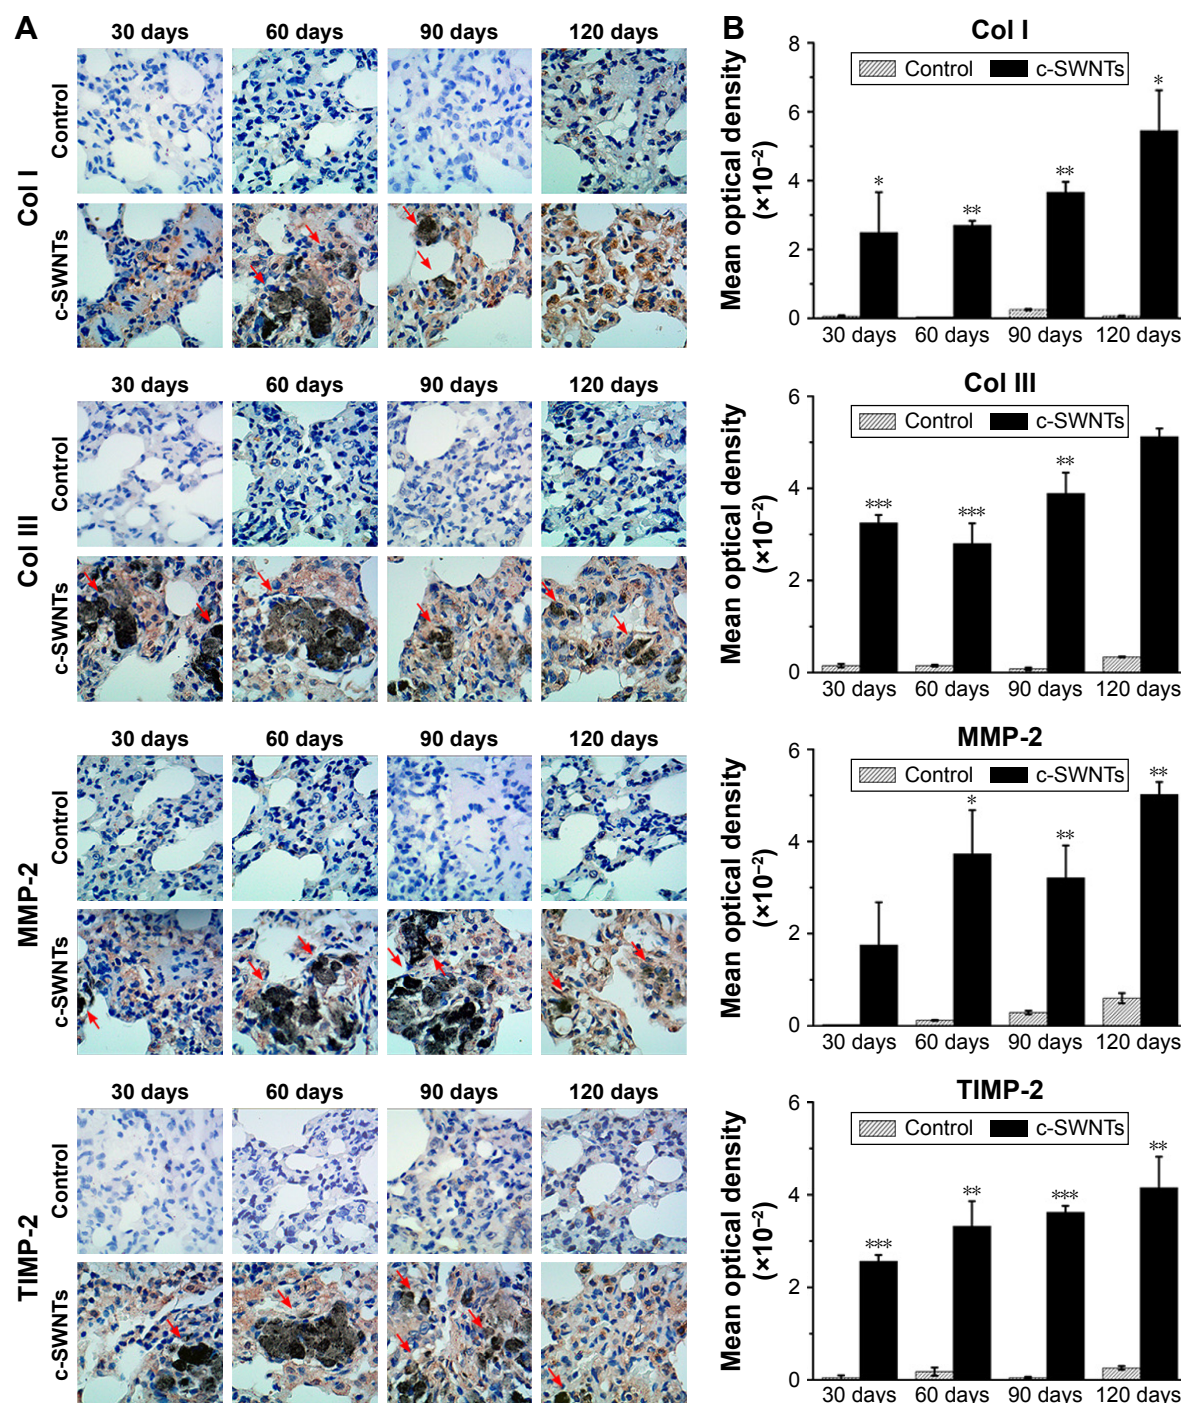 A
30 days 60 days 90 days 120 days
Col I
Control
c-SWNTs
30 days 60 days 90 days 120 days
Col III
Control
c-SWNTs
30 days 60 days 90 days 120 days
MMP-2
Control
c-SWNTs
30 days 60 days 90 days 120 days
TIMP-2
Control
c-SWNTs
B
Col I
Control c-SWNTs
Mean optical density
(×10⁻²)
8
6
4
2
0
* ** ** *
30 days 60 days 90 days 120 days
Col III
Control c-SWNTs
Mean optical density
(×10⁻²)
6
4
2
0
*** *** **
30 days 60 days 90 days 120 days
MMP-2
Control c-SWNTs
Mean optical density
(×10⁻²)
6
4
2
0
* ** **
30 days 60 days 90 days 120 days
TIMP-2
Control c-SWNTs
Mean optical density
(×10⁻²)
6
4
2
0
*** ** *** **
30 days 60 days 90 days 120 days